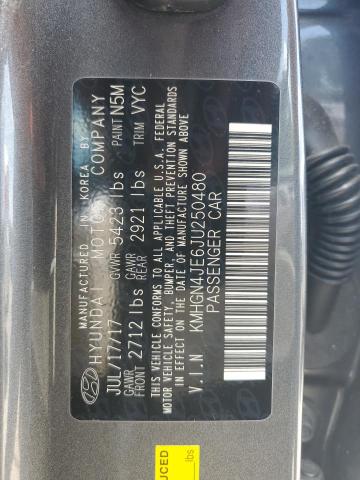 MANUFACTURED IN KOREA BY
HYUNDAI MOTOR COMPANY
JUL/17/17 GVWR 5423 lbs PAINT N5M
GAWR FRONT 2712 lbs GAWR REAR 2921 lbs TRIM VYC
THIS VEHICLE CONFORMS TO ALL APPLICABLE U.S.A. FEDERAL
MOTOR VEHICLE SAFETY, BUMPER, AND THEFT PREVENTION STANDARDS
IN EFFECT ON THE DATE OF MANUFACTURE SHOWN ABOVE.
V.I.N KMHGN4JE6JU250480
PASSENGER CAR
UCED
lbs